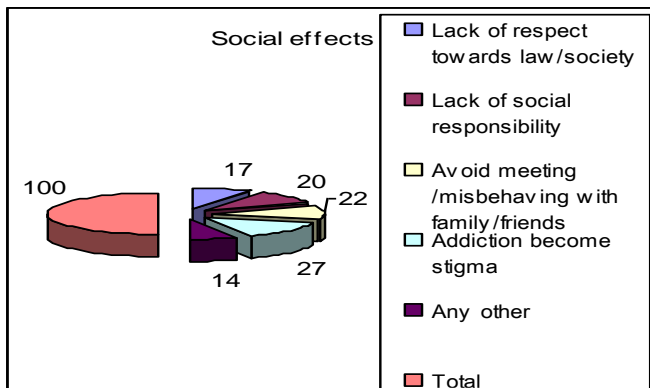 Social effects
17
20
22
27
14
100
Lack of respect
towards law/society
Lack of social
responsibility
Avoid meeting
/misbehaving with
family/friends
Addiction become
stigma
Any other
Total